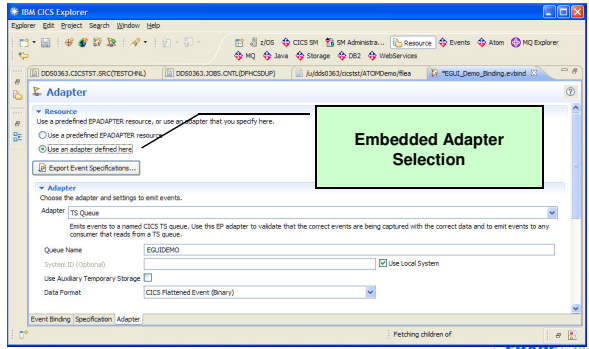 IBM CICS Explorer
Explorer Edit Project Search Window Help
z/OS CICS SM SM Administra... Resource Events Atom MQ Explorer
MQ Java Storage DB2 WebServices
DDS0363.CICSTST.SRC(TESTCHNL) DDS0363.JOBS.CNTL(DFHCSDUP) /u/dds0363/cicstst/ATOMDemo/filea *EGUI_Demo_Binding.evbind
Adapter
Resource
Use a predefined EPADAPTER resource, or use an adapter that you specify here.
Use a predefined EPADAPTER resource
Use an adapter defined here
Embedded Adapter
Selection
Export Event Specifications...
Adapter
Choose the adapter and settings to emit events.
Adapter TS Queue
Emits events to a named CICS TS queue. Use this EP adapter to validate that the correct events are being captured with the correct data and to emit events to any
consumer that reads from a TS queue.
Queue Name EGUIDEMO
System ID (Optional) Use Local System
Use Auxiliary Temporary Storage
Data Format CICS Flattened Event (Binary)
Event Binding Specification Adapter
Fetching children of